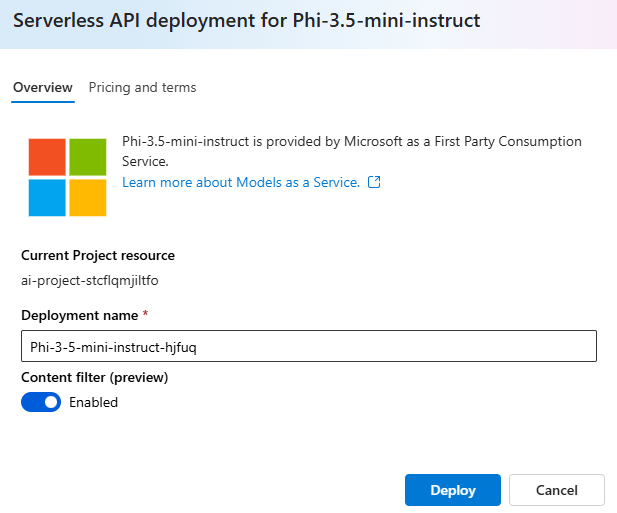 Serverless API deployment for Phi-3.5-mini-instruct
Overview Pricing and terms
Phi-3.5-mini-instruct is provided by Microsoft as a First Party Consumption
Service.
Learn more about Models as a Service.
Current Project resource
ai-project-stcflqmjiltfo
Deployment name *
Phi-3-5-mini-instruct-hjfuq
Content filter (preview)
Enabled
Deploy Cancel